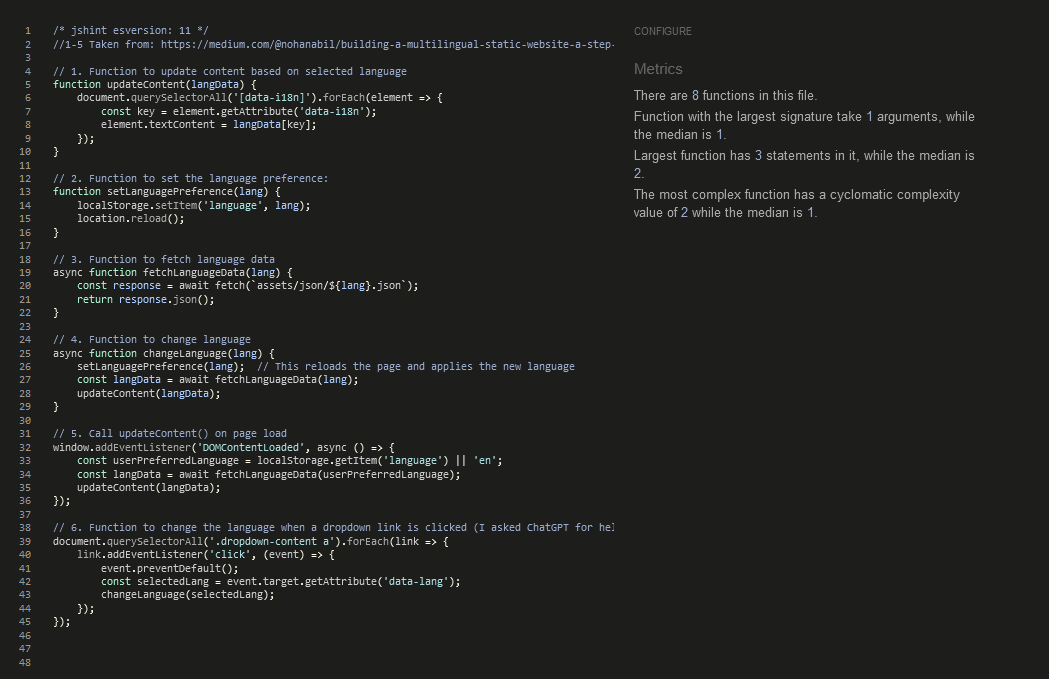 1 /* jshint esversion: 11 */
2 //1-5 Taken from: https://medium.com/@nohanabil/building-a-multilingual-static-website-a-step-
3
4 // 1. Function to update content based on selected language
5 function updateContent(langData) {
6 document.querySelectorAll('[data-i18n]').forEach(element => {
7 const key = element.getAttribute('data-i18n');
8 element.textContent = langData[key];
9 });
10 }
11
12 // 2. Function to set the language preference:
13 function setLanguagePreference(lang) {
14 localStorage.setItem('language', lang);
15 location.reload();
16 }
17
18 // 3. Function to fetch language data
19 async function fetchLanguageData(lang) {
20 const response = await fetch(`assets/json/${lang}.json`);
21 return response.json();
22 }
23
24 // 4. Function to change language
25 async function changeLanguage(lang) {
26 setLanguagePreference(lang);  // This reloads the page and applies the new language
27 const langData = await fetchLanguageData(lang);
28 updateContent(langData);
29 }
30
31 // 5. Call updateContent() on page load
32 window.addEventListener('DOMContentLoaded', async () => {
33 const userPreferredLanguage = localStorage.getItem('language') || 'en';
34 const langData = await fetchLanguageData(userPreferredLanguage);
35 updateContent(langData);
36 });
37
38 // 6. Function to change the language when a dropdown link is clicked (I asked ChatGPT for hel
39 document.querySelectorAll('.dropdown-content a').forEach(link => {
40 link.addEventListener('click', (event) => {
41 event.preventDefault();
42 const selectedLang = event.target.getAttribute('data-lang');
43 changeLanguage(selectedLang);
44 });
45 });
46
47
48
CONFIGURE
Metrics
There are 8 functions in this file.
Function with the largest signature take 1 arguments, while
the median is 1.
Largest function has 3 statements in it, while the median is
2.
The most complex function has a cyclomatic complexity
value of 2 while the median is 1.